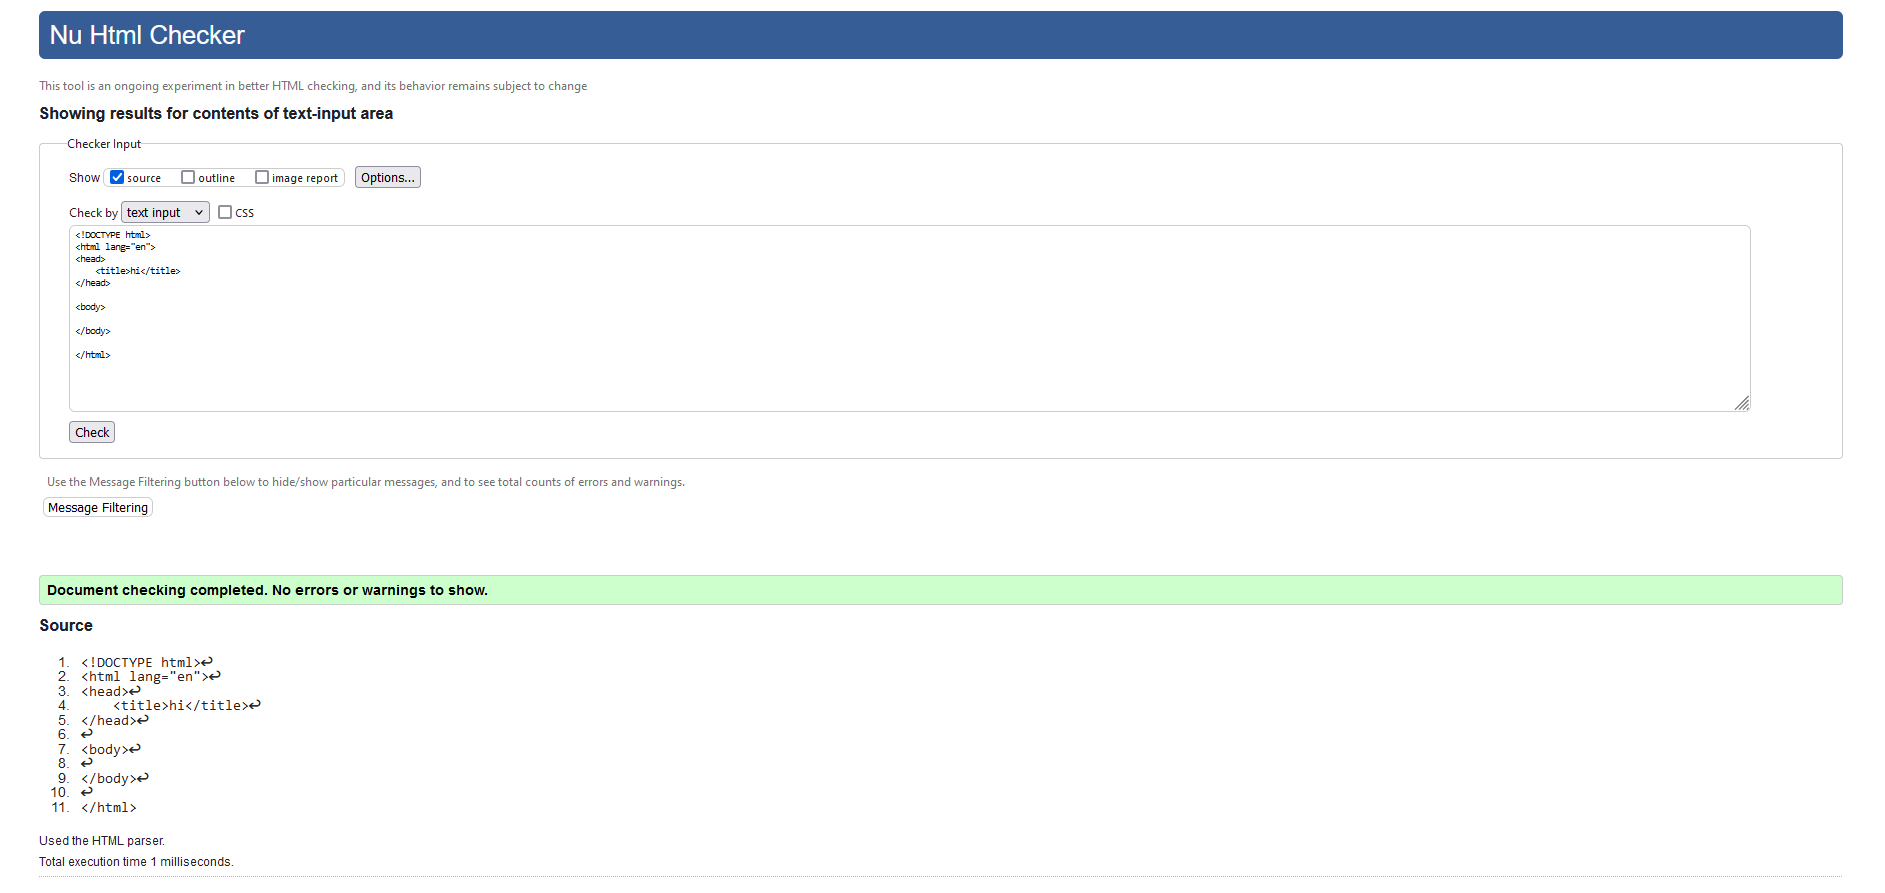 Nu Html Checker
This tool is an ongoing experiment in better HTML checking, and its behavior remains subject to change
Showing results for contents of text-input area
Checker Input
Show source outline image report Options...
Check by text input CSS
<!DOCTYPE html>
<html lang="en">
<head>
    <title>hi</title>
</head>

<body>

</body>

</html>
Check
Use the Message Filtering button below to hide/show particular messages, and to see total counts of errors and warnings.
Message Filtering
Document checking completed. No errors or warnings to show.
Source
1. <!DOCTYPE html>↩
2. <html lang="en">↩
3. <head>↩
4.     <title>hi</title>↩
5. </head>↩
6. ↩
7. <body>↩
8. ↩
9. </body>↩
10. ↩
11. </html>
Used the HTML parser.
Total execution time 1 milliseconds.